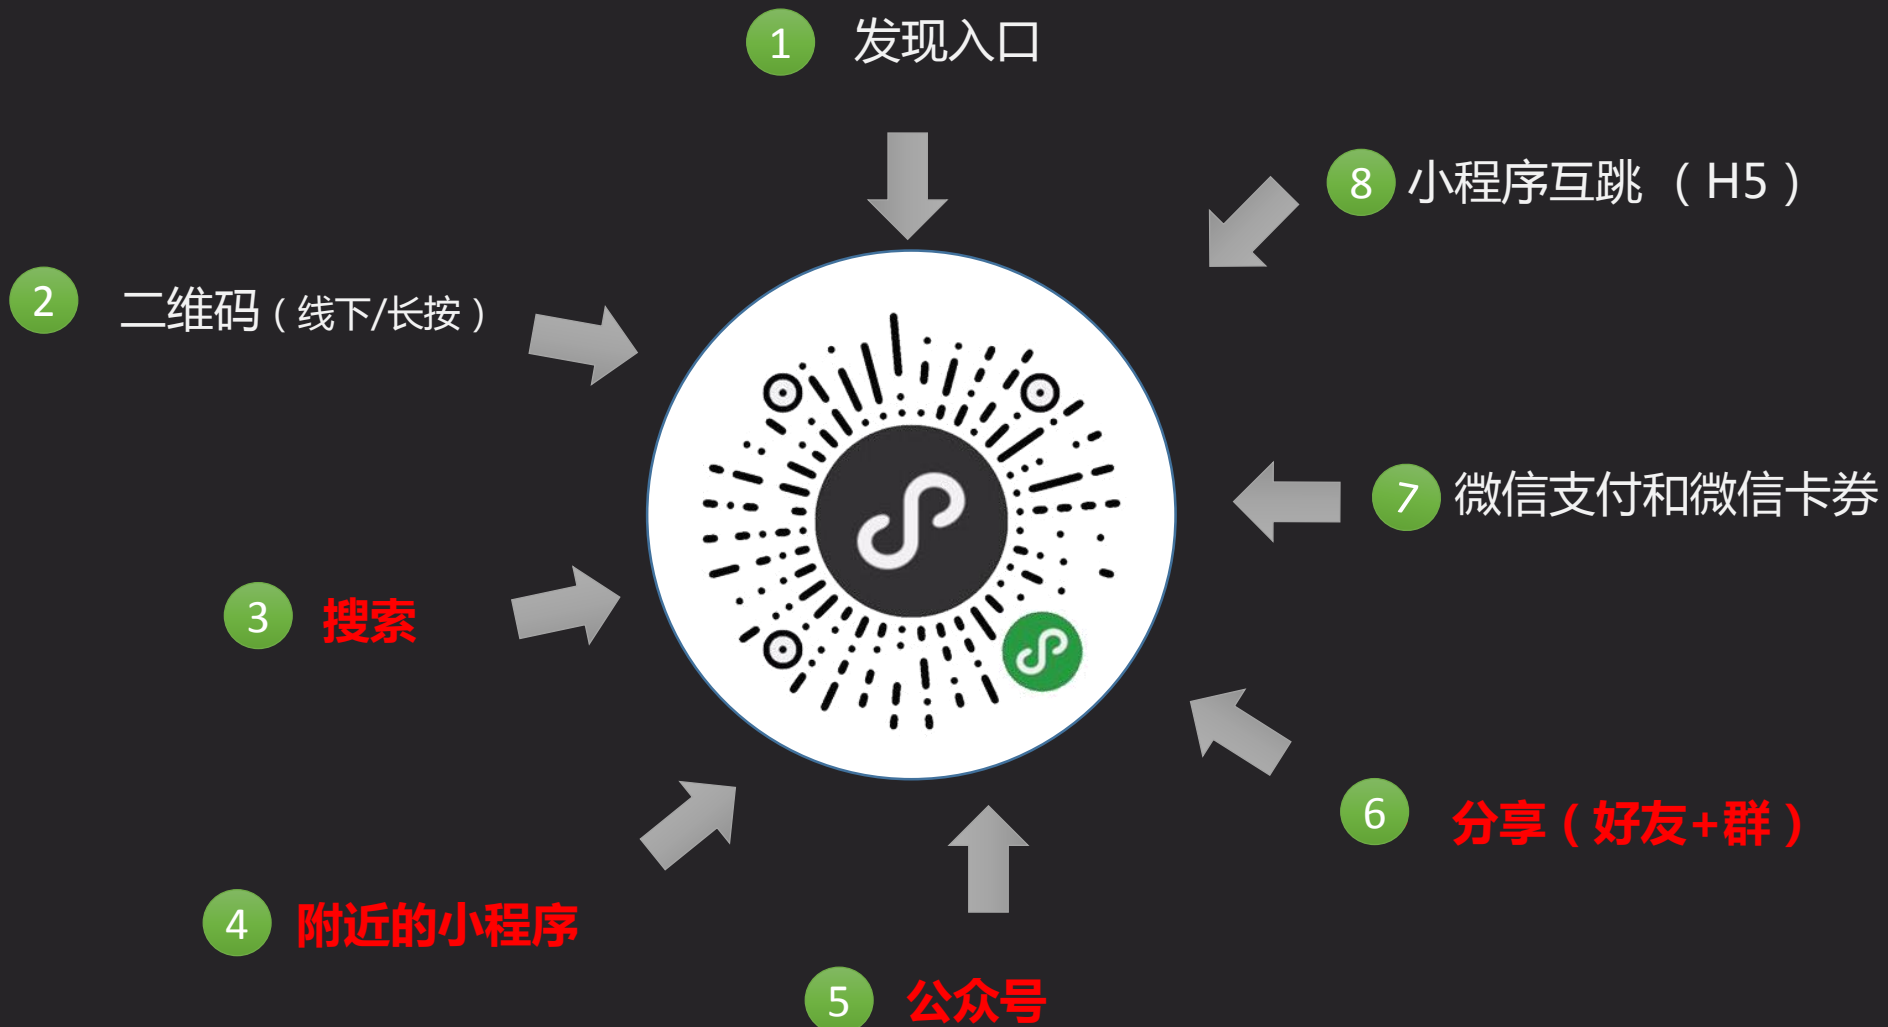 1 发现入口
2 二维码（线下/长按）
3 搜索
4 附近的小程序
5 公众号
6 分享（好友+群）
7 微信支付和微信卡券
8 小程序互跳（H5）